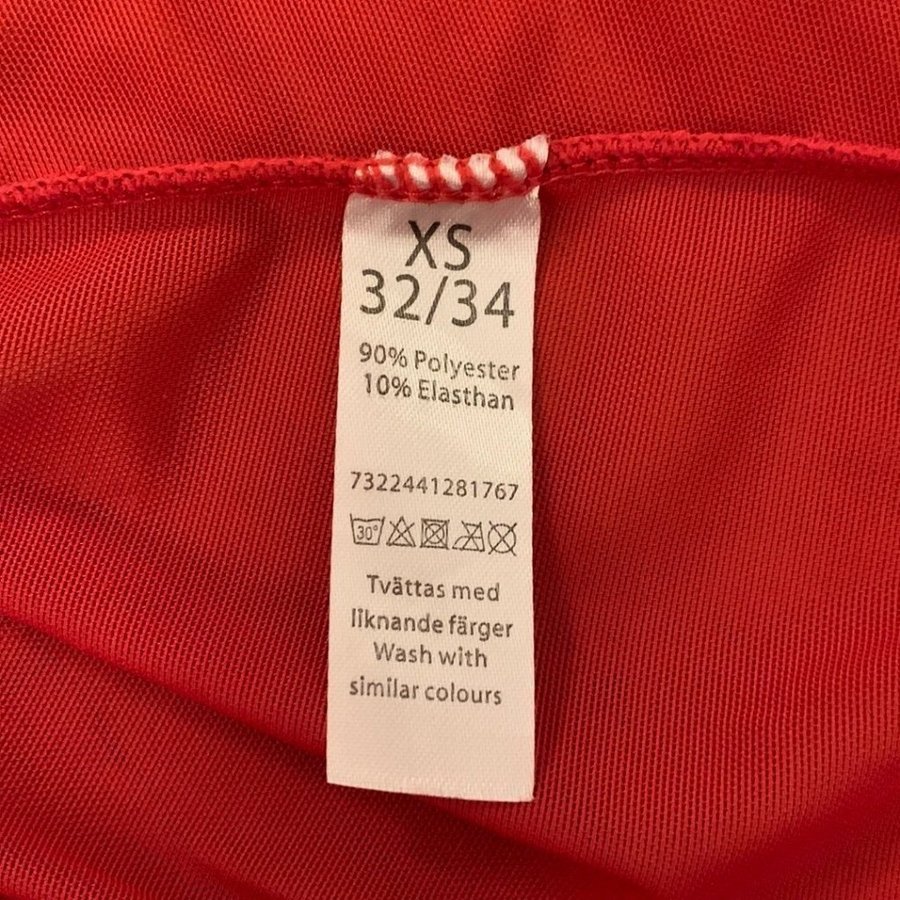 XS
32/34
90% Polyester
10% Elasthan
7322441281767
30°
Tvättas med
liknande färger
Wash with
similar colours